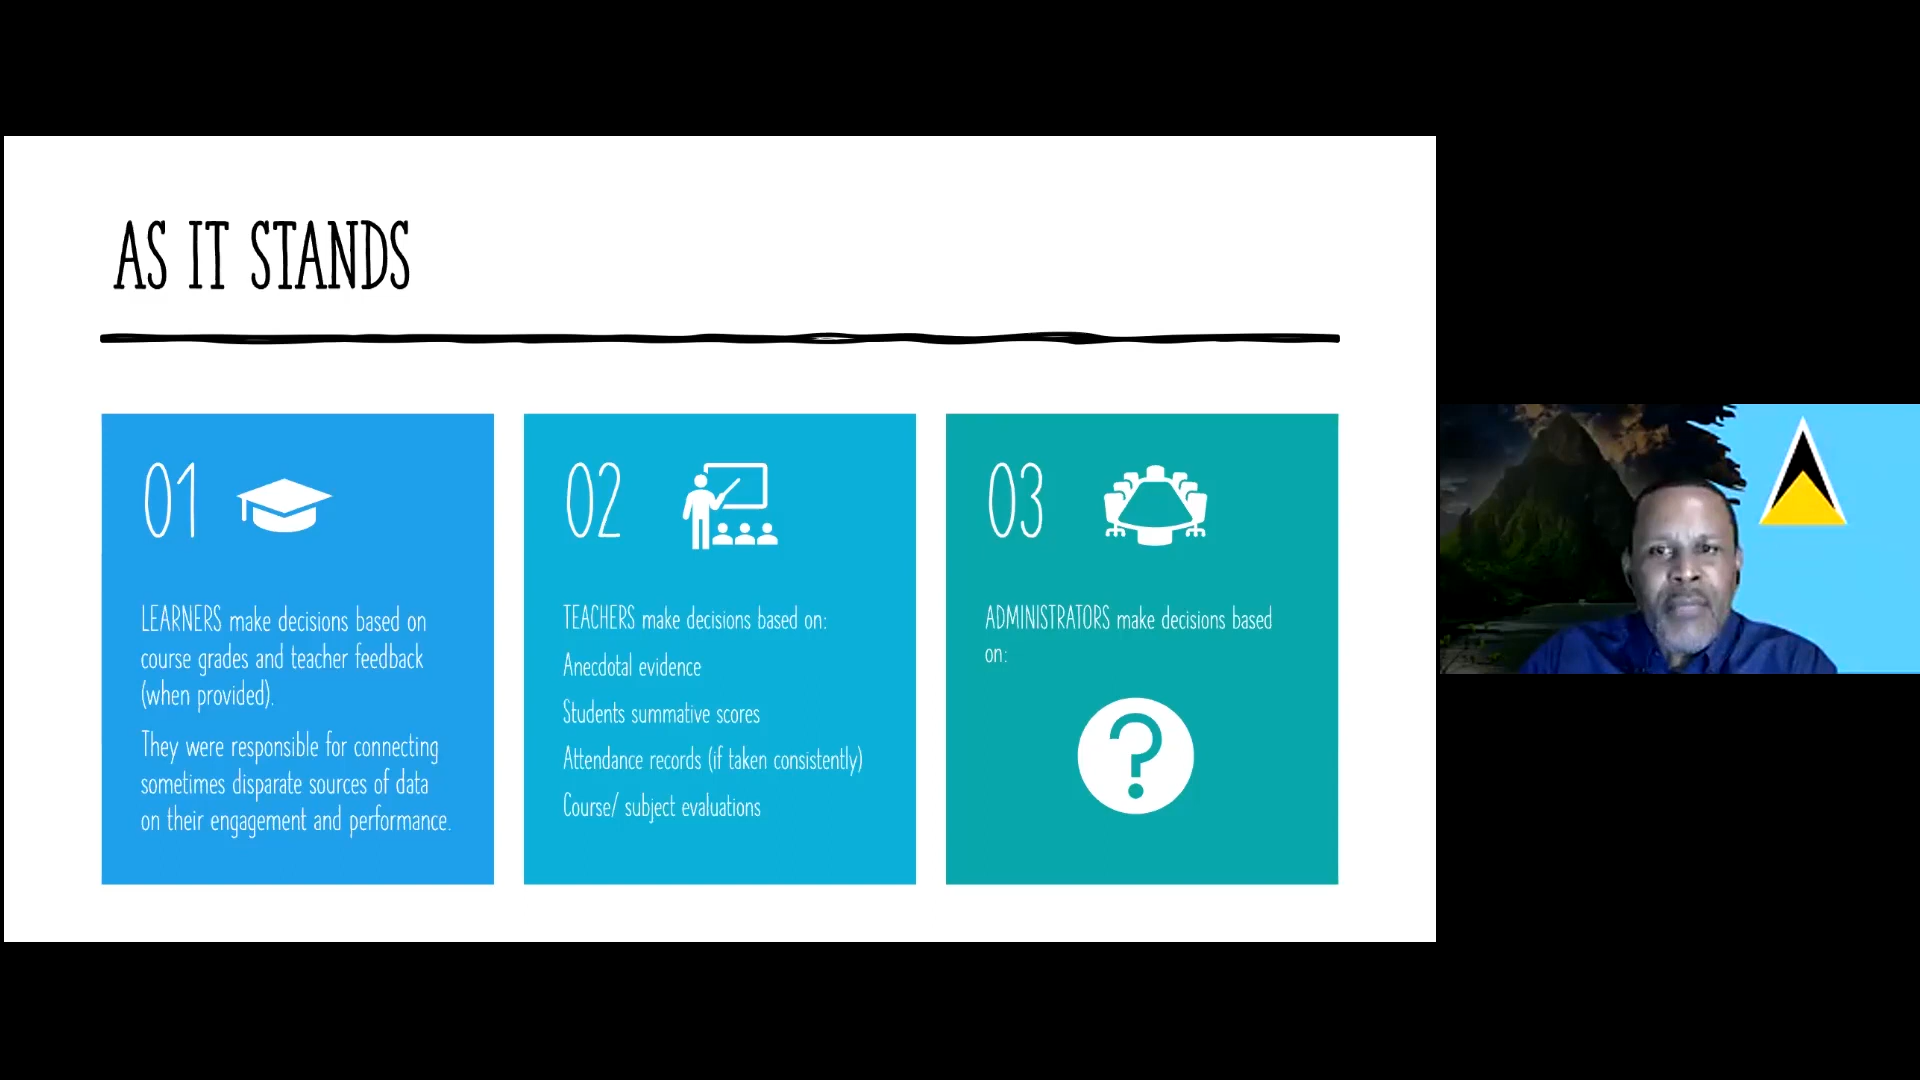 AS IT STANDS
01
LEARNERS make decisions based on
course grades and teacher feedback
(when provided).
They were responsible for connecting
sometimes disparate sources of data
on their engagement and performance.
02
TEACHERS make decisions based on:
Anecdotal evidence
Students summative scores
Attendance records (if taken consistently)
Course/ subject evaluations
03
ADMINISTRATORS make decisions based
on:
?